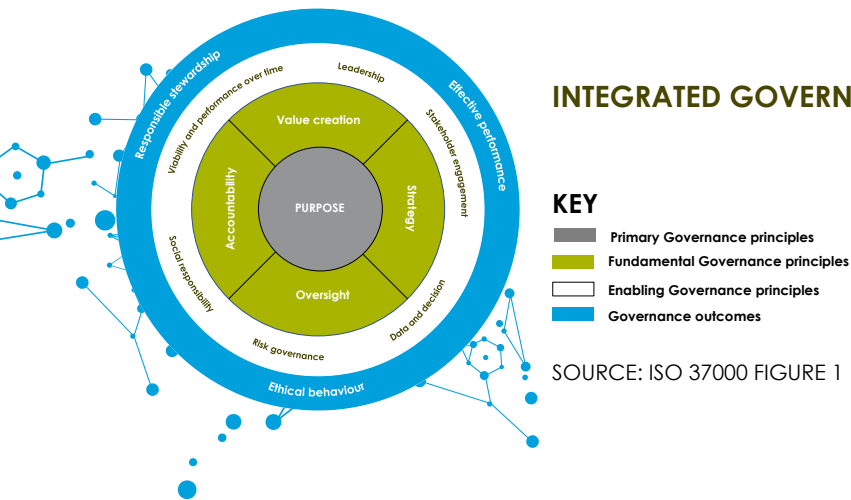 INTEGRATED GOVERN
Responsible stewardship
Effective performance
Ethical behaviour
Viability and performance over time
Leadership
Stakeholder engagement
Data and decision
Risk governance
Social responsibility
Value creation
Strategy
Oversight
Accountability
PURPOSE
KEY
Primary Governance principles
Fundamental Governance principles
Enabling Governance principles
Governance outcomes
SOURCE: ISO 37000 FIGURE 1